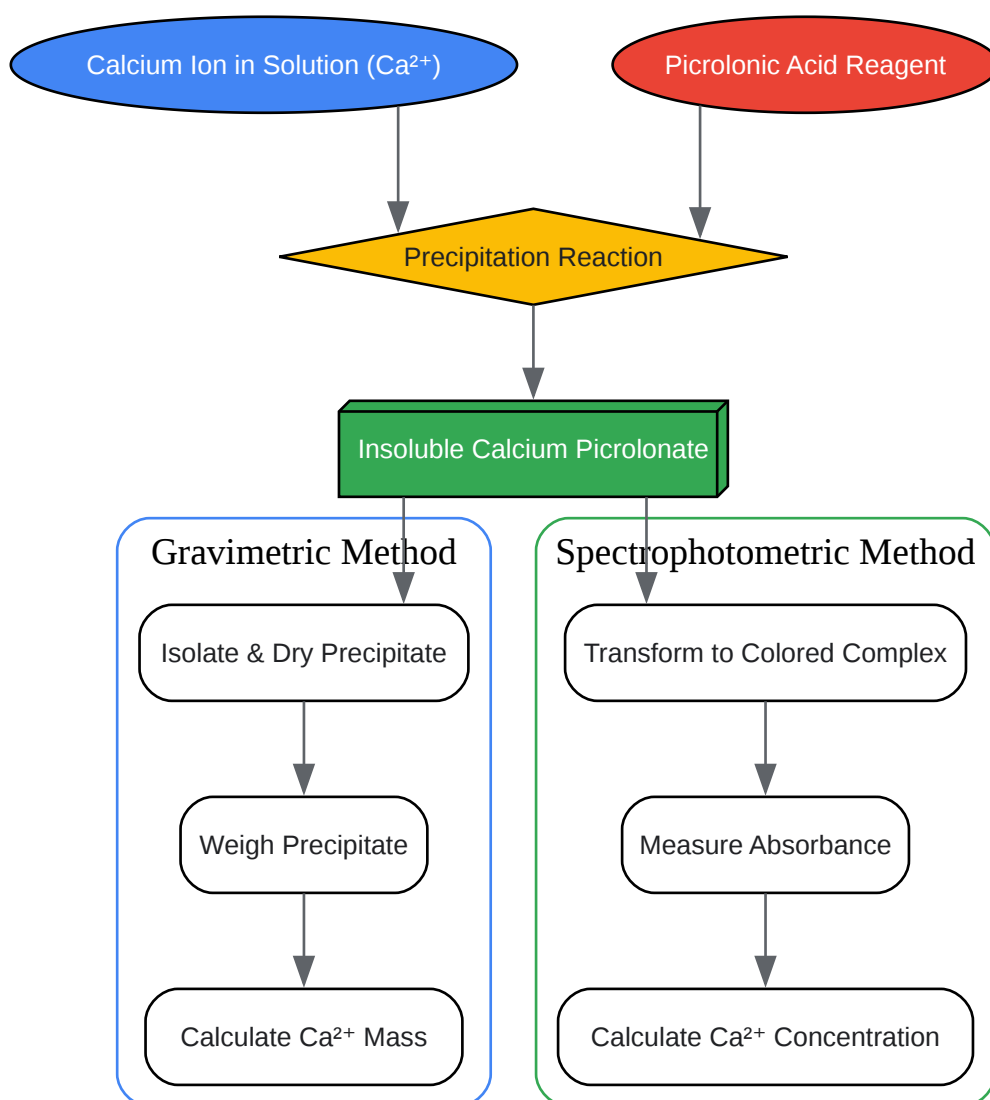 Calcium Ion in Solution (Ca²⁺)
Picrolonic Acid Reagent
Precipitation Reaction
Insoluble Calcium Picrolonate
Gravimetric Method
Isolate & Dry Precipitate
Weigh Precipitate
Calculate Ca²⁺ Mass
Spectrophotometric Method
Transform to Colored Complex
Measure Absorbance
Calculate Ca²⁺ Concentration